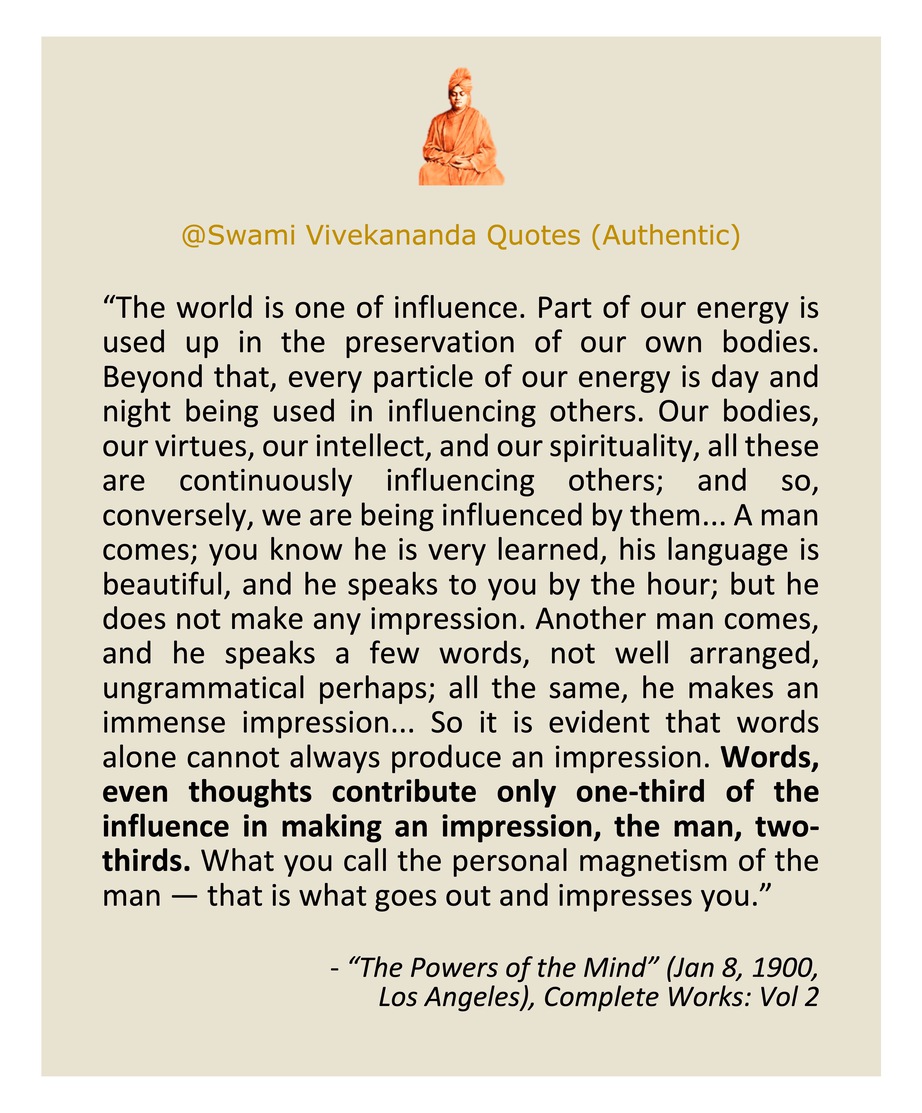 @Swami Vivekananda Quotes (Authentic)
“The world is one of influence. Part of our energy is
used up in the preservation of our own bodies.
Beyond that, every particle of our energy is day and
night being used in influencing others. Our bodies,
our virtues, our intellect, and our spirituality, all these
are continuously influencing others; and so,
conversely, we are being influenced by them... A man
comes; you know he is very learned, his language is
beautiful, and he speaks to you by the hour; but he
does not make any impression. Another man comes,
and he speaks a few words, not well arranged,
ungrammatical perhaps; all the same, he makes an
immense impression... So it is evident that words
alone cannot always produce an impression. Words,
even thoughts contribute only one-third of the
influence in making an impression, the man, two-
thirds. What you call the personal magnetism of the
man — that is what goes out and impresses you.”
- “The Powers of the Mind” (Jan 8, 1900,
Los Angeles), Complete Works: Vol 2